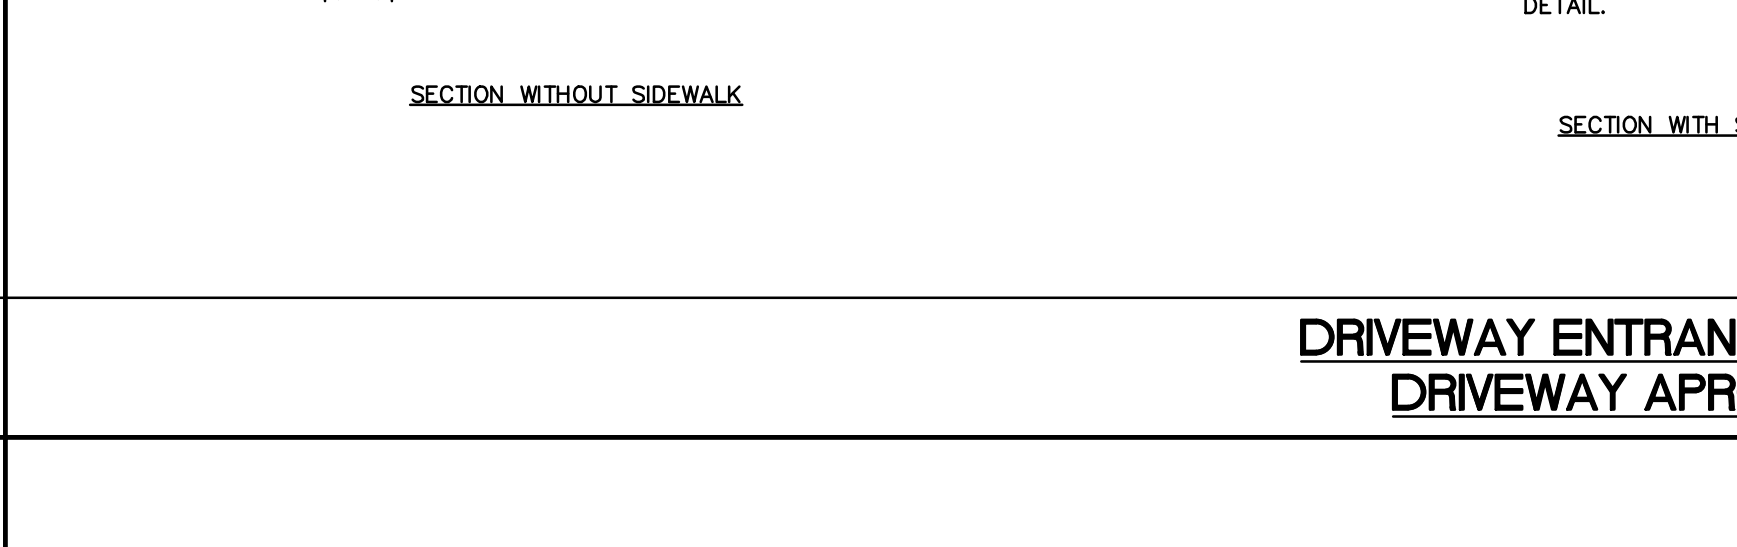 DETAIL.
SECTION WITHOUT SIDEWALK
SECTION WITH
DRIVEWAY ENTRAN
DRIVEWAY APR